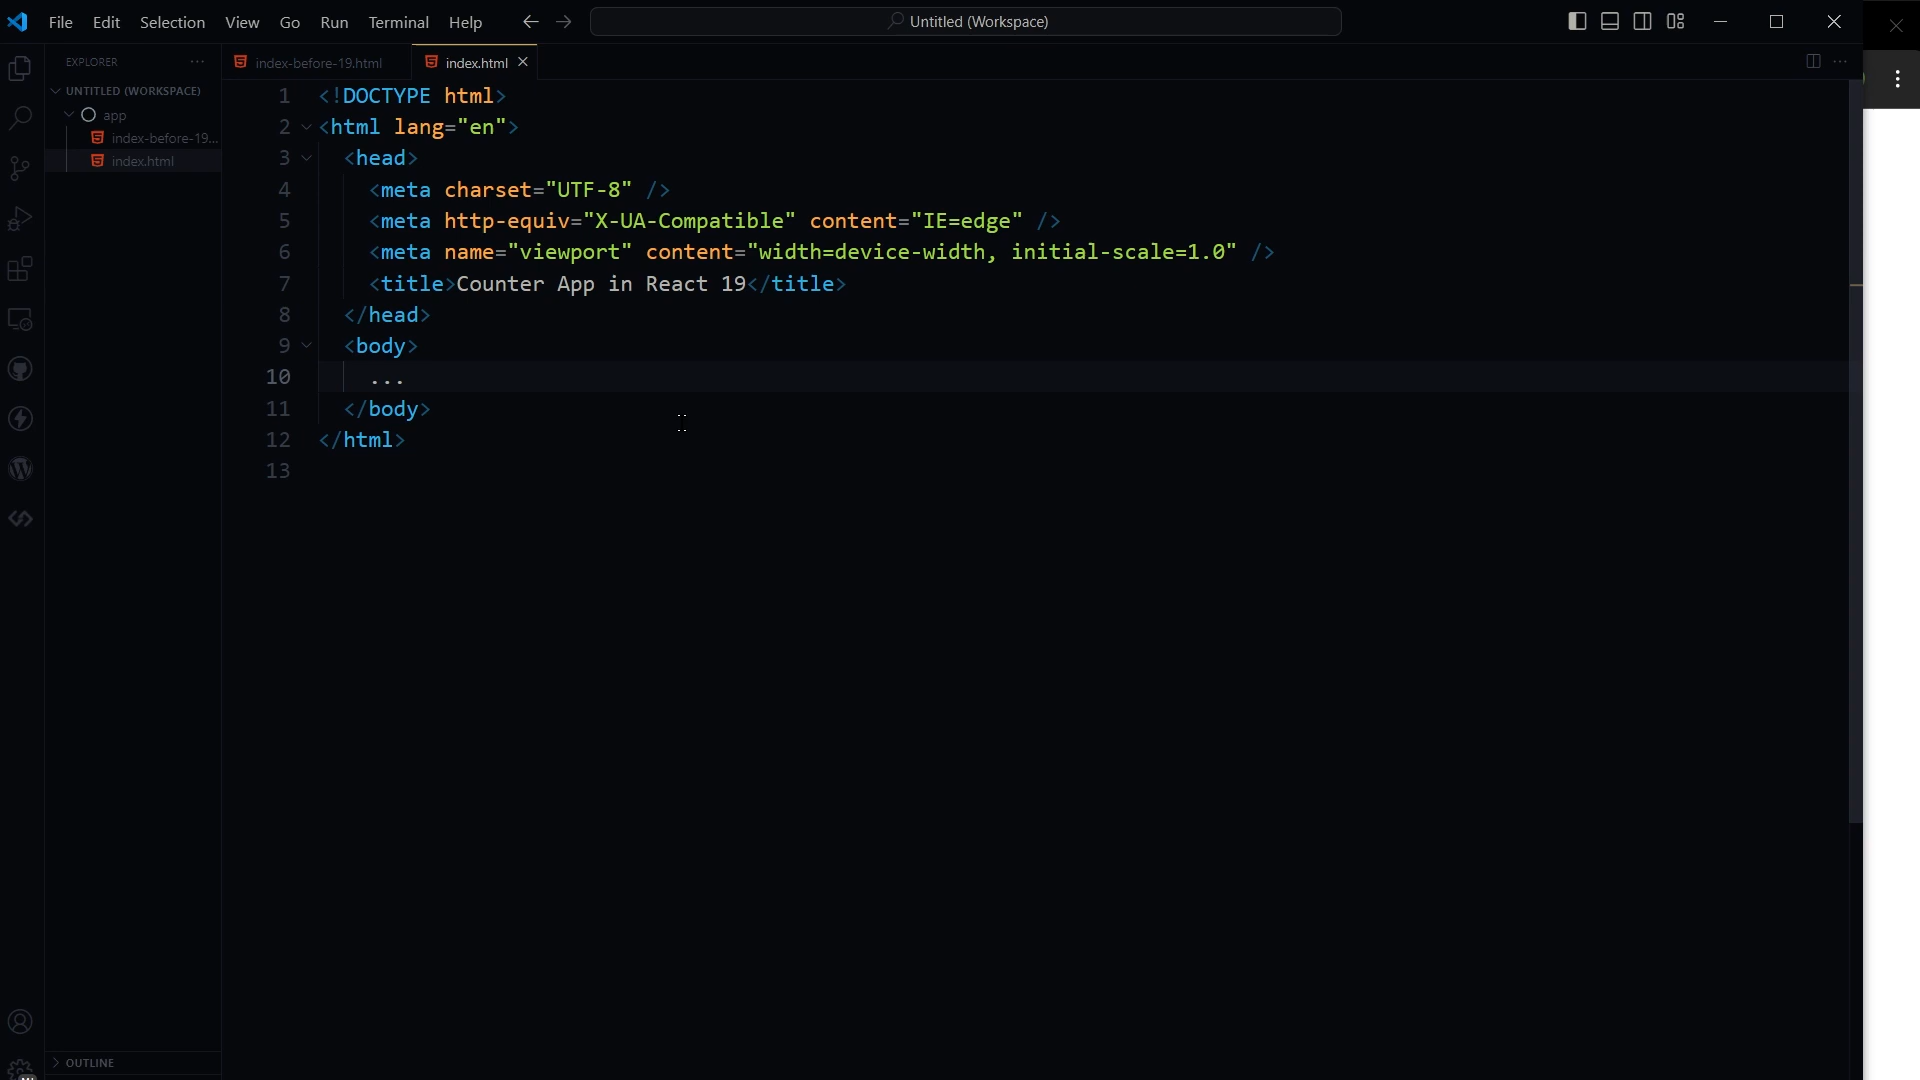 File Edit Selection View Go Run Terminal Help Untitled (Workspace)
EXPLORER
index-before-19.html index.html
UNTITLED (WORKSPACE)
app
index-before-19...
index.html
1 <!DOCTYPE html>
2 <html lang="en">
3 <head>
4 <meta charset="UTF-8" />
5 <meta http-equiv="X-UA-Compatible" content="IE=edge" />
6 <meta name="viewport" content="width=device-width, initial-scale=1.0" />
7 <title>Counter App in React 19</title>
8 </head>
9 <body>
10 ...
11 </body>
12 </html>
13
OUTLINE